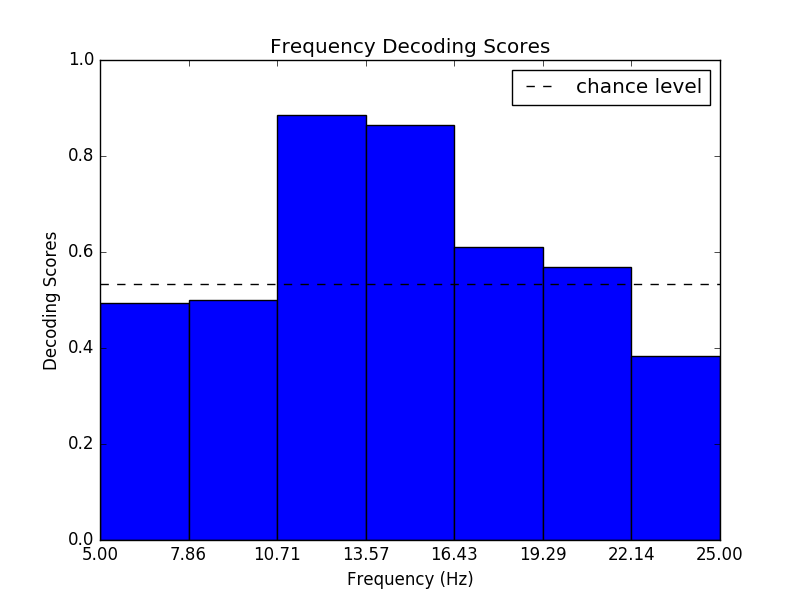 Frequency Decoding Scores
chance level
1.0
0.8
0.6
0.4
0.2
0.0
Decoding Scores
5.00 7.86 10.71 13.57 16.43 19.29 22.14 25.00
Frequency (Hz)